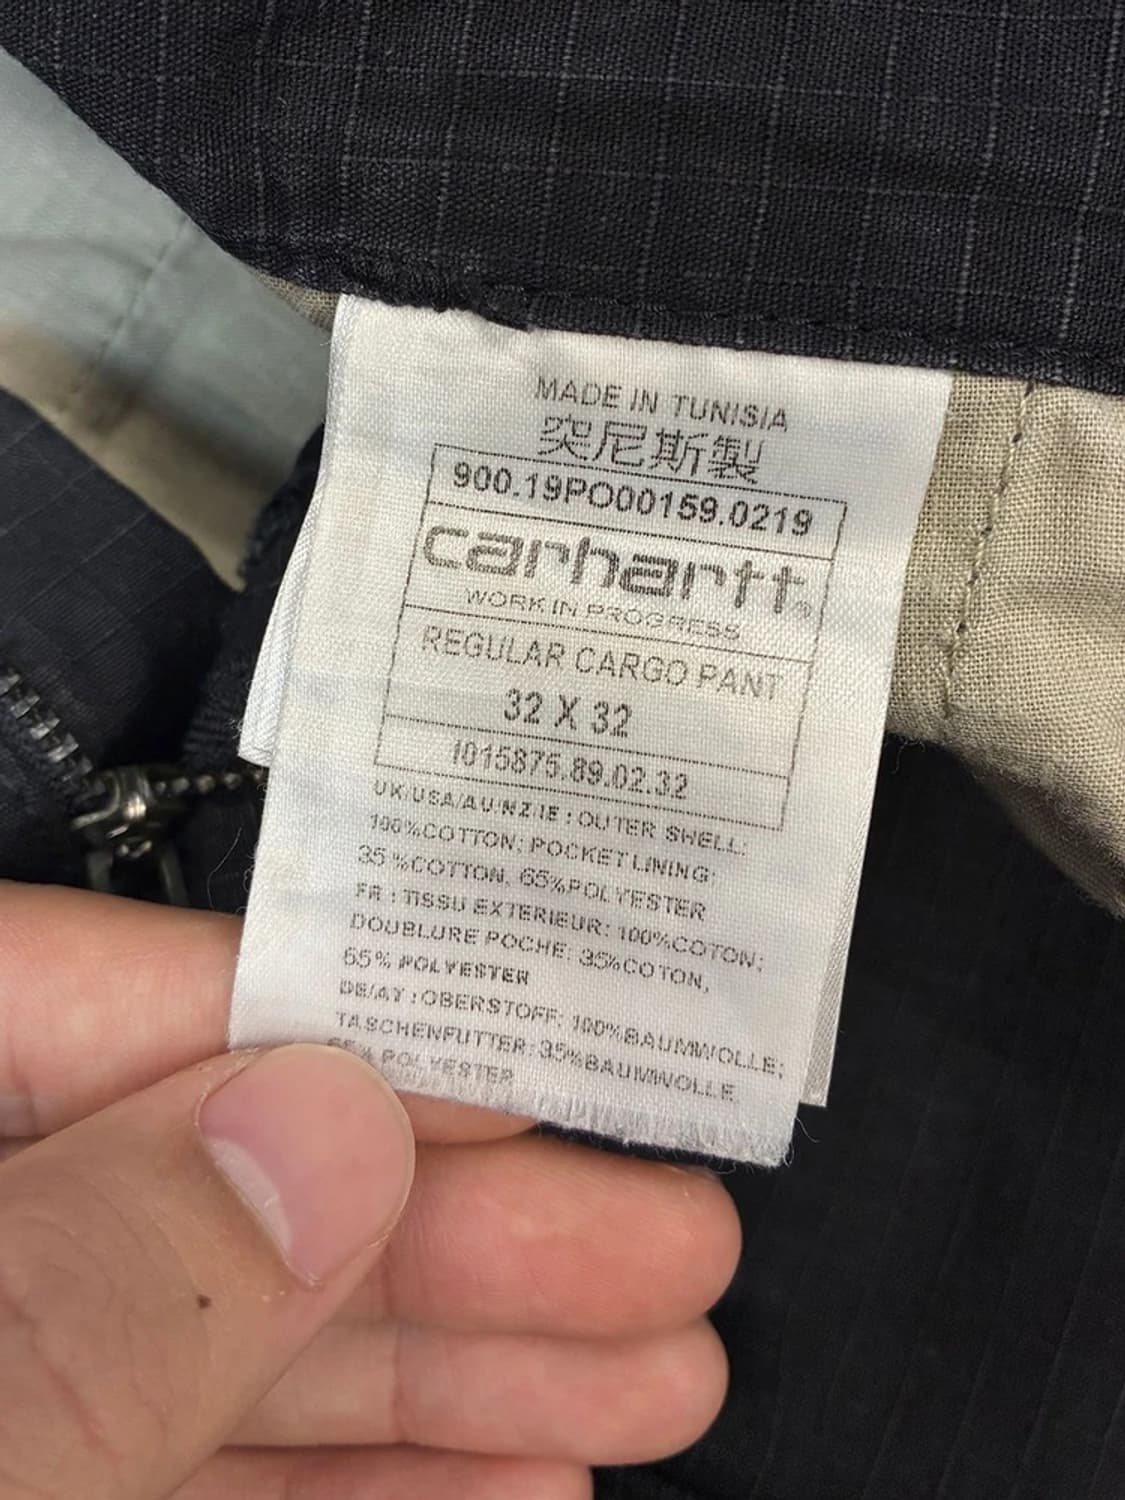 MADE IN TUNISIA
突尼斯製
900.19PO00159.0219
carhartt®
WORK IN PROGRESS
REGULAR CARGO PANT
32 X 32
I015875.89.02.32
UK/USA/AU/NZ/IE : OUTER SHELL:
100%COTTON; POCKET LINING:
35%COTTON, 65%POLYESTER
FR : TISSU EXTERIEUR: 100%COTON;
DOUBLURE POCHE: 35%COTON,
65% POLYESTER
DE/AT : OBERSTOFF: 100%BAUMWOLLE;
TASCHENFUTTER: 35%BAUMWOLLE
65% POLYESTER